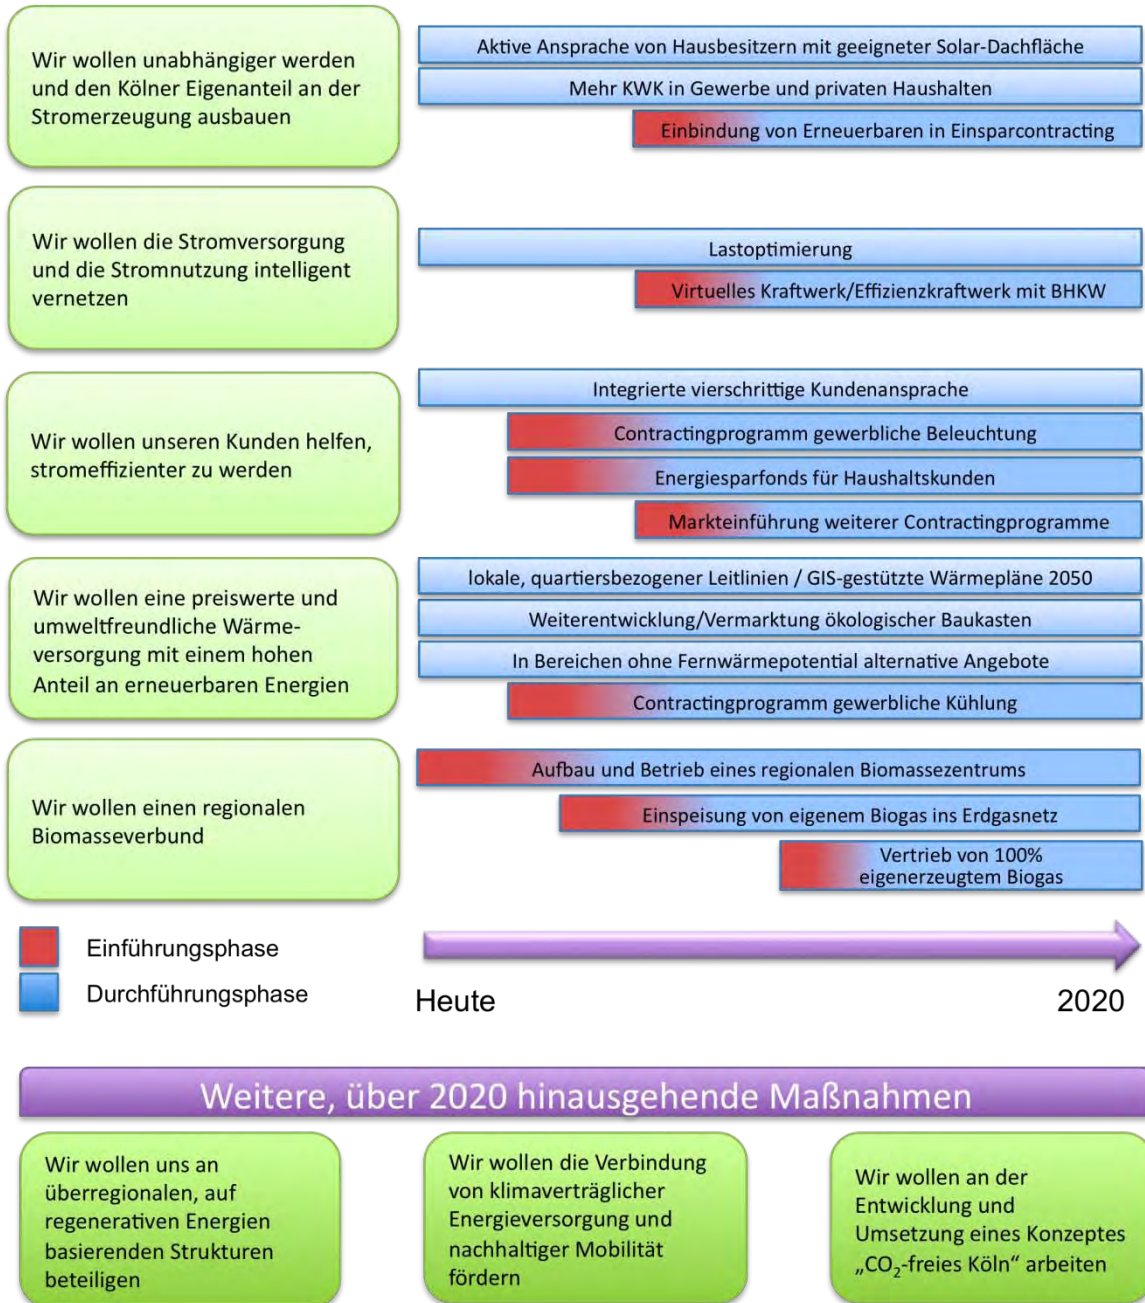 Wir wollen unabhängiger werden
und den Kölner Eigenanteil an der
Stromerzeugung ausbauen
Aktive Ansprache von Hausbesitzern mit geeigneter Solar-Dachfläche
Mehr KWK in Gewerbe und privaten Haushalten
Einbindung von Erneuerbaren in Einsparcontracting
Wir wollen die Stromversorgung
und die Stromnutzung intelligent
vernetzen
Lastoptimierung
Virtuelles Kraftwerk/Effizienzkraftwerk mit BHKW
Wir wollen unseren Kunden helfen,
stromeffizienter zu werden
Integrierte vierschrittige Kundenansprache
Contractingprogramm gewerbliche Beleuchtung
Energiesparfonds für Haushaltskunden
Markteinführung weiterer Contractingprogramme
Wir wollen eine preiswerte und
umweltfreundliche Wärme-
versorgung mit einem hohen
Anteil an erneuerbaren Energien
lokale, quartiersbezogener Leitlinien / GIS-gestützte Wärmepläne 2050
Weiterentwicklung/Vermarktung ökologischer Baukasten
In Bereichen ohne Fernwärmepotential alternative Angebote
Contractingprogramm gewerbliche Kühlung
Wir wollen einen regionalen
Biomasseverbund
Aufbau und Betrieb eines regionalen Biomassezentrums
Einspeisung von eigenem Biogas ins Erdgasnetz
Vertrieb von 100%
eigenerzeugtem Biogas
Einführungsphase
Durchführungsphase
Heute
2020
Weitere, über 2020 hinausgehende Maßnahmen
Wir wollen uns an
überregionalen, auf
regenerativen Energien
basierenden Strukturen
beteiligen
Wir wollen die Verbindung
von klimaverträglicher
Energieversorgung und
nachhaltiger Mobilität
fördern
Wir wollen an der
Entwicklung und
Umsetzung eines Konzeptes
„CO₂-freies Köln“ arbeiten